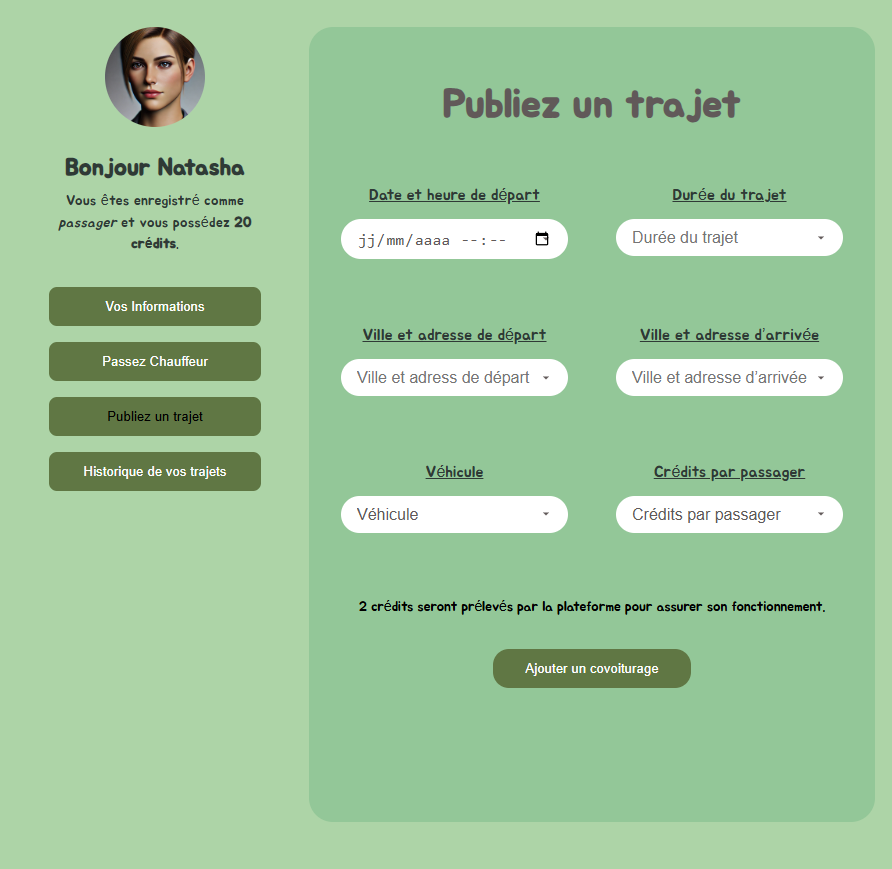 Bonjour Natasha
Vous êtes enregistré comme
passager et vous possédez 20
crédits.
Vos Informations
Passez Chauffeur
Publiez un trajet
Historique de vos trajets
Publiez un trajet
Date et heure de départ
Durée du trajet
jj/mm/aaaa --:--
Durée du trajet
Ville et adresse de départ
Ville et adresse d'arrivée
Ville et adress de départ
Ville et adresse d'arrivée
Véhicule
Crédits par passager
Véhicule
Crédits par passager
2 crédits seront prélevés par la plateforme pour assurer son fonctionnement.
Ajouter un covoiturage